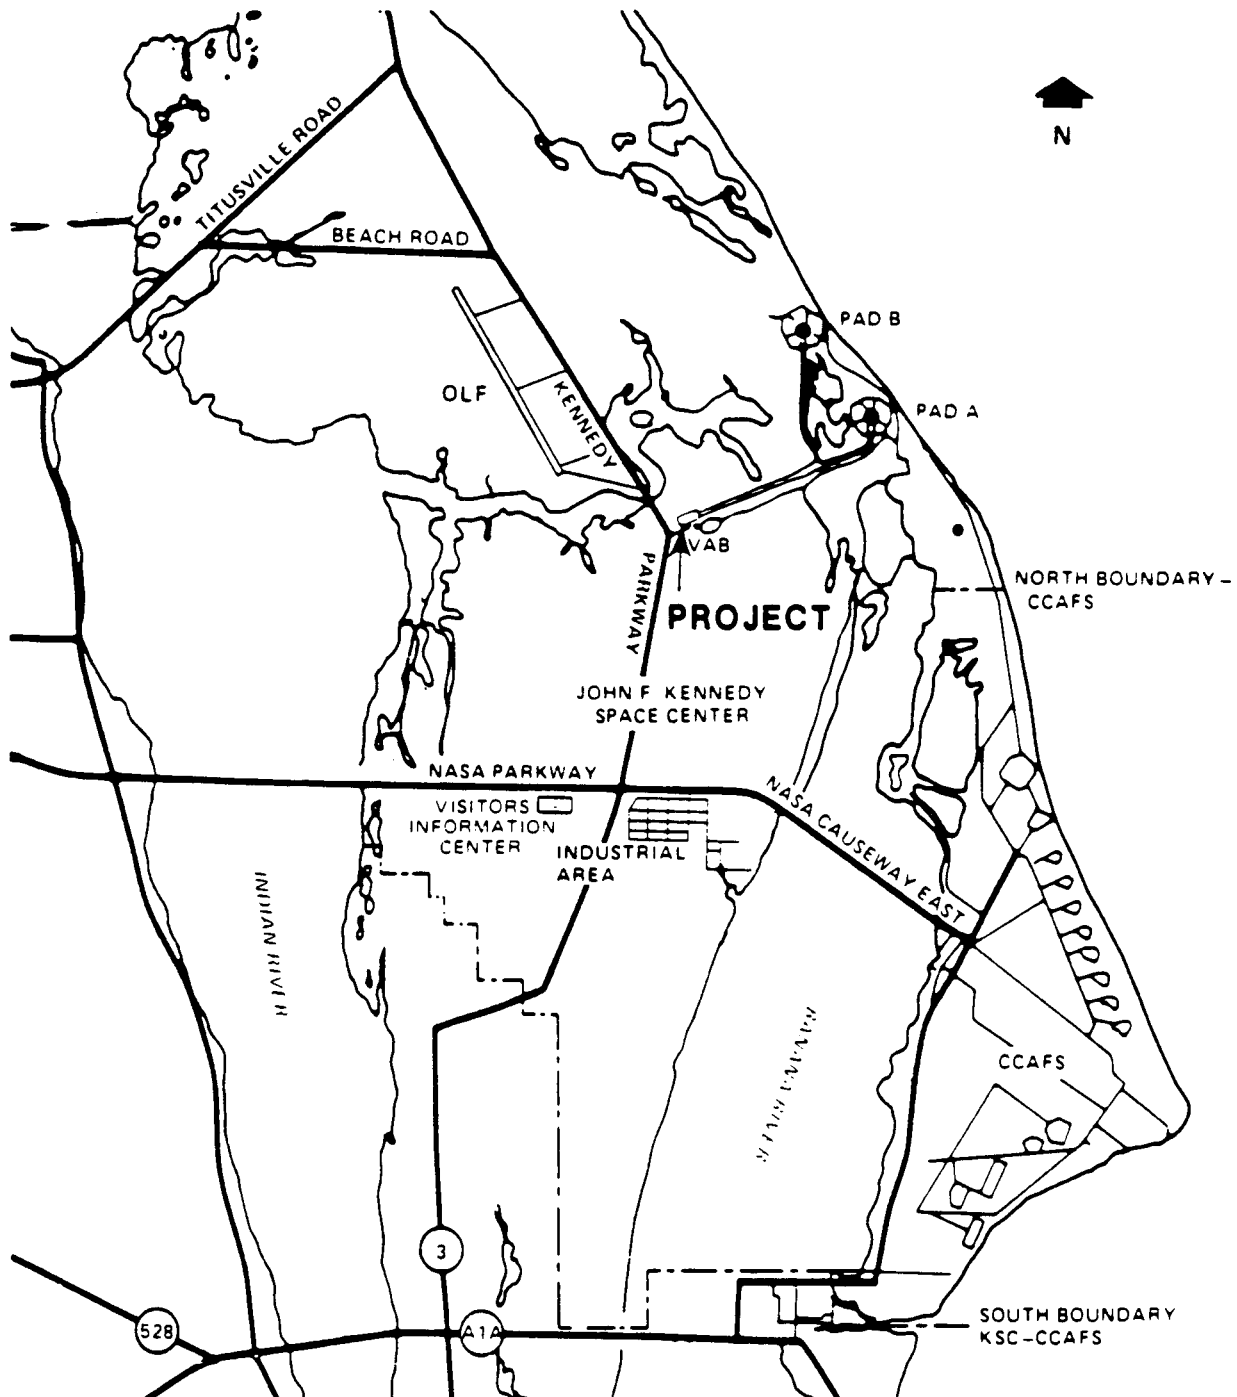 N
TITUSVILLE ROAD
BEACH ROAD
PAD B
OLF
KENNEDY
PAD A
VAB
PARKWAY
NORTH BOUNDARY –
CCAFS
PROJECT
JOHN F KENNEDY
SPACE CENTER
NASA PARKWAY
NASA CAUSEWAY EAST
VISITORS
INFORMATION
CENTER
INDUSTRIAL
AREA
INDIAN RIVER
BANANA RIVER
CCAFS
3
528
A1A
SOUTH BOUNDARY
KSC–CCAFS